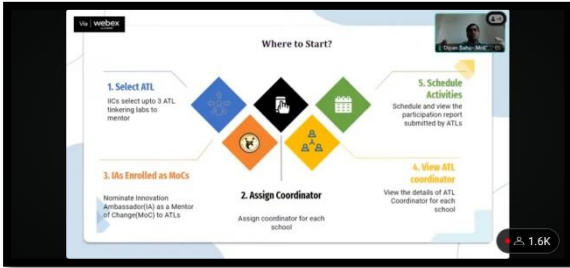 Via webex
Where to Start?
1. Select ATL
IICs select upto 3 ATL
tinkering labs to
mentor
5. Schedule
Activities
Schedule and view the
participation report
submitted by ATLs
3. IAs Enrolled as MoCs
Nominate Innovation
Ambassador(IA) as a Mentor
of Change(MoC) to ATLs
2. Assign Coordinator
Assign coordinator for each
school
4. View ATL
coordinator
View the details of ATL
Coordinator for each
school
1.6K